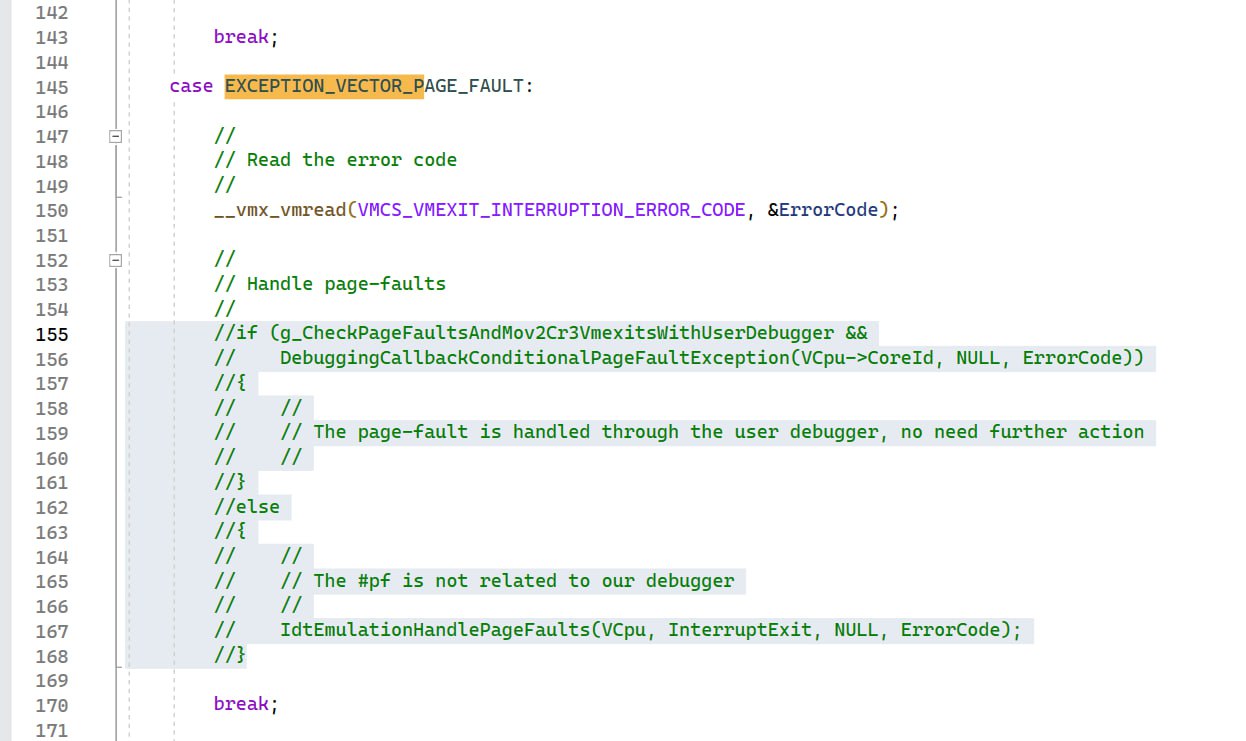 142
143 break;
144
145 case EXCEPTION_VECTOR_PAGE_FAULT:
146
147 //
148 // Read the error code
149 //
150 __vmx_vmread(VMCS_VMEXIT_INTERRUPTION_ERROR_CODE, &ErrorCode);
151
152 //
153 // Handle page-faults
154 //
155 //if (g_CheckPageFaultsAndMov2Cr3VmexitsWithUserDebugger &&
156 //    DebuggingCallbackConditionalPageFaultException(VCpu->CoreId, NULL, ErrorCode))
157 //{
158 //    //
159 //    // The page-fault is handled through the user debugger, no need further action
160 //    //
161 //}
162 //else
163 //{
164 //    //
165 //    // The #pf is not related to our debugger
166 //    //
167 //    IdtEmulationHandlePageFaults(VCpu, InterruptExit, NULL, ErrorCode);
168 //}
169
170 break;
171